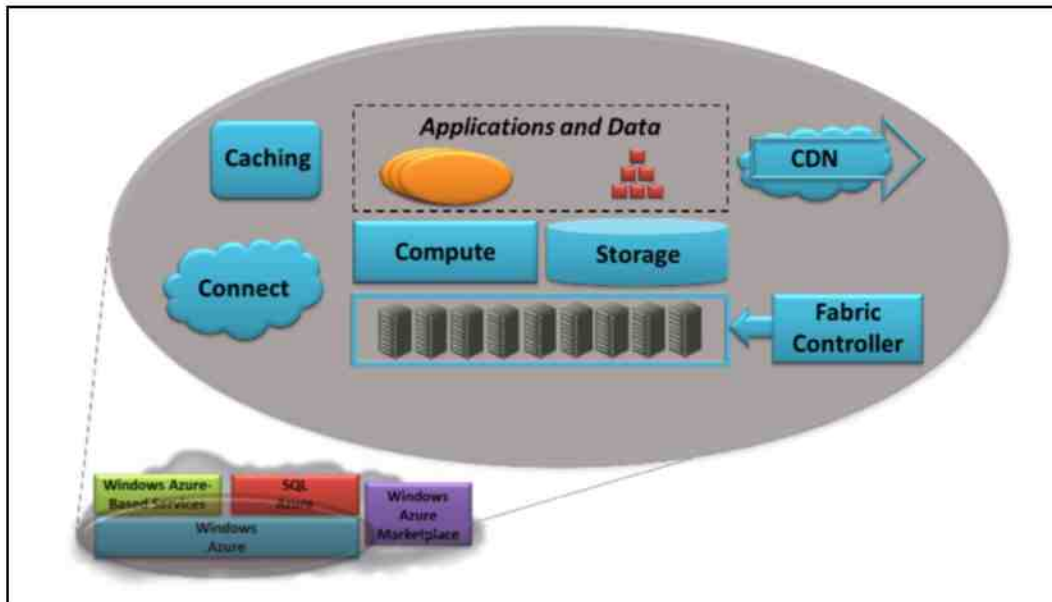 Applications and Data
Caching
CDN
Compute
Storage
Connect
Fabric
Controller
Windows Azure-
Based Services
SQL
Azure
Windows
Azure
Marketplace
Windows
Azure